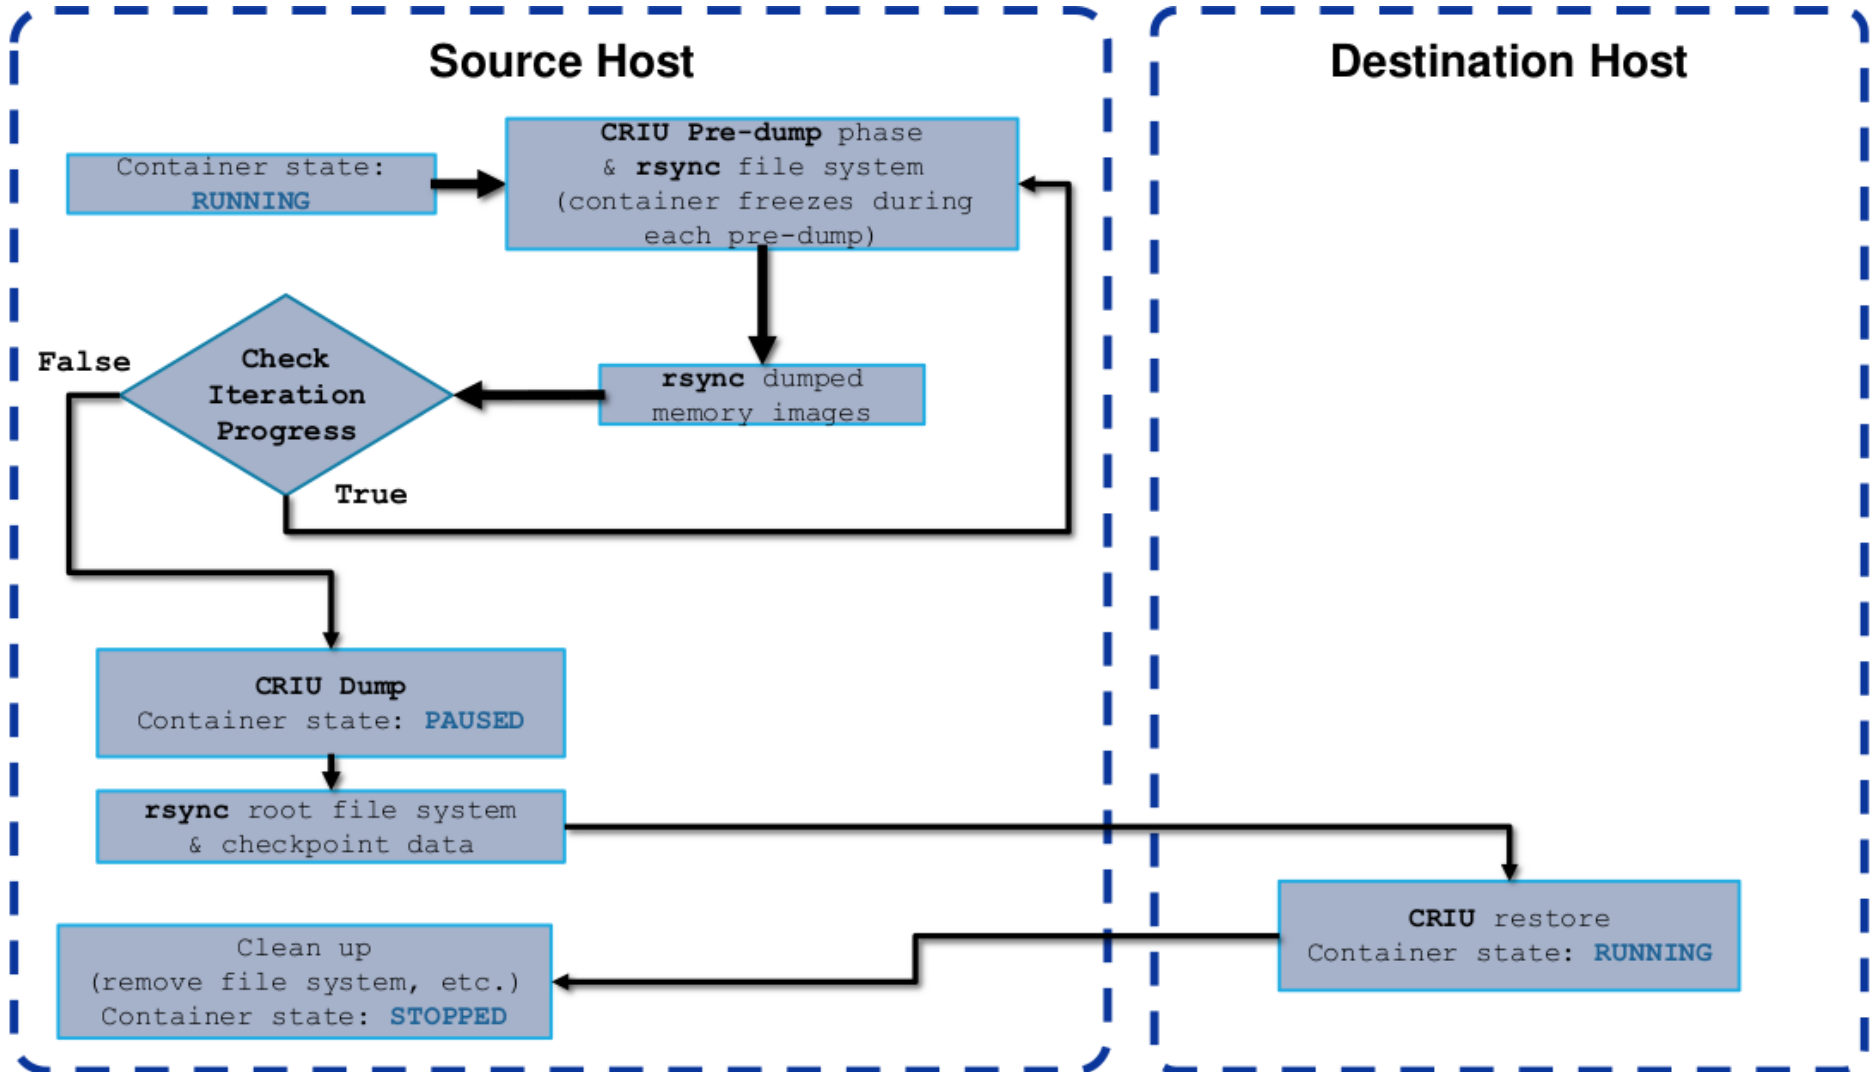 Source Host
Destination Host
Container state:
RUNNING
CRIU Pre-dump phase
& rsync file system
(container freezes during
each pre-dump)
False
Check
Iteration
Progress
rsync dumped
memory images
True
CRIU Dump
Container state: PAUSED
rsync root file system
& checkpoint data
CRIU restore
Container state: RUNNING
Clean up
(remove file system, etc.)
Container state: STOPPED